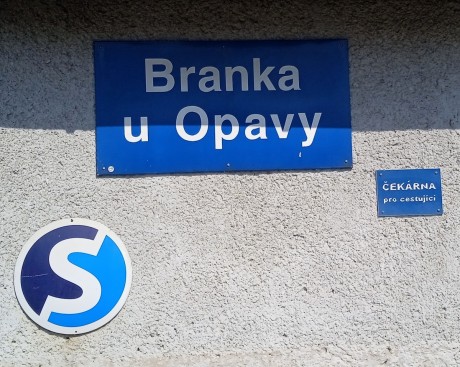 Branka
u Opavy
ČEKÁRNA
pro cestující
S